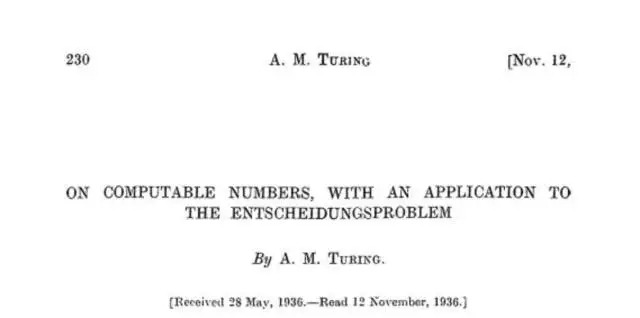 230 A. M. TURING [Nov. 12,
ON COMPUTABLE NUMBERS, WITH AN APPLICATION TO
THE ENTSCHEIDUNGSPROBLEM
By A. M. TURING.
[Received 28 May, 1936.—Read 12 November, 1936.]